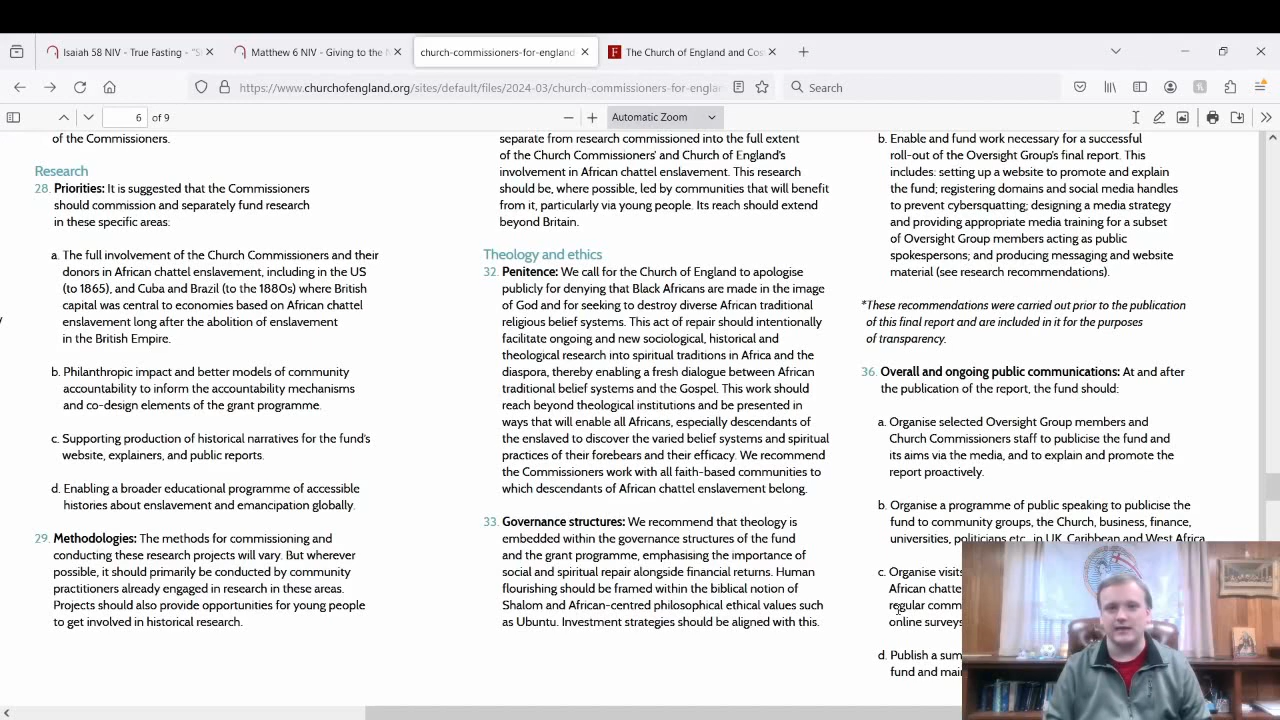 Isaiah 58 NIV - True Fasting - "S
Matthew 6 NIV - Giving to the N
church-commissioners-for-england
The Church of England and Cos
https://www.churchofengland.org/sites/default/files/2024-03/church-commissioners-for-englan
Search
6 of 9
Automatic Zoom
of the Commissioners.
Research
28. Priorities: It is suggested that the Commissioners
should commission and separately fund research
in these specific areas:
a. The full involvement of the Church Commissioners and their
donors in African chattel enslavement, including in the US
(to 1865), and Cuba and Brazil (to the 1880s) where British
capital was central to economies based on African chattel
enslavement long after the abolition of enslavement
in the British Empire.
b. Philanthropic impact and better models of community
accountability to inform the accountability mechanisms
and co-design elements of the grant programme.
c. Supporting production of historical narratives for the fund's
website, explainers, and public reports.
d. Enabling a broader educational programme of accessible
histories about enslavement and emancipation globally.
29. Methodologies: The methods for commissioning and
conducting these research projects will vary. But wherever
possible, it should primarily be conducted by community
practitioners already engaged in research in these areas.
Projects should also provide opportunities for young people
to get involved in historical research.
separate from research commissioned into the full extent
of the Church Commissioners' and Church of England's
involvement in African chattel enslavement. This research
should be, where possible, led by communities that will benefit
from it, particularly via young people. Its reach should extend
beyond Britain.
Theology and ethics
32. Penitence: We call for the Church of England to apologise
publicly for denying that Black Africans are made in the image
of God and for seeking to destroy diverse African traditional
religious belief systems. This act of repair should intentionally
facilitate ongoing and new sociological, historical and
theological research into spiritual traditions in Africa and the
diaspora, thereby enabling a fresh dialogue between African
traditional belief systems and the Gospel. This work should
reach beyond theological institutions and be presented in
ways that will enable all Africans, especially descendants of
the enslaved to discover the varied belief systems and spiritual
practices of their forebears and their efficacy. We recommend
the Commissioners work with all faith-based communities to
which descendants of African chattel enslavement belong.
33. Governance structures: We recommend that theology is
embedded within the governance structures of the fund
and the grant programme, emphasising the importance of
social and spiritual repair alongside financial returns. Human
flourishing should be framed within the biblical notion of
Shalom and African-centred philosophical ethical values such
as Ubuntu. Investment strategies should be aligned with this.
b. Enable and fund work necessary for a successful
roll-out of the Oversight Group's final report. This
includes: setting up a website to promote and explain
the fund; registering domains and social media handles
to prevent cybersquatting; designing a media strategy
and providing appropriate media training for a subset
of Oversight Group members acting as public
spokespersons; and producing messaging and website
material (see research recommendations).
*These recommendations were carried out prior to the publication
of this final report and are included in it for the purposes
of transparency.
36. Overall and ongoing public communications: At and after
the publication of the report, the fund should:
a. Organise selected Oversight Group members and
Church Commissioners staff to publicise the fund and
its aims via the media, and to explain and promote the
report proactively.
b. Organise a programme of public speaking to publicise the
fund to community groups, the Church, business, finance,
universities, politicians etc., in UK, Caribbean and West Africa
c. Organise visits
African chatte
regular comm
online surveys
d. Publish a sum
fund and mai